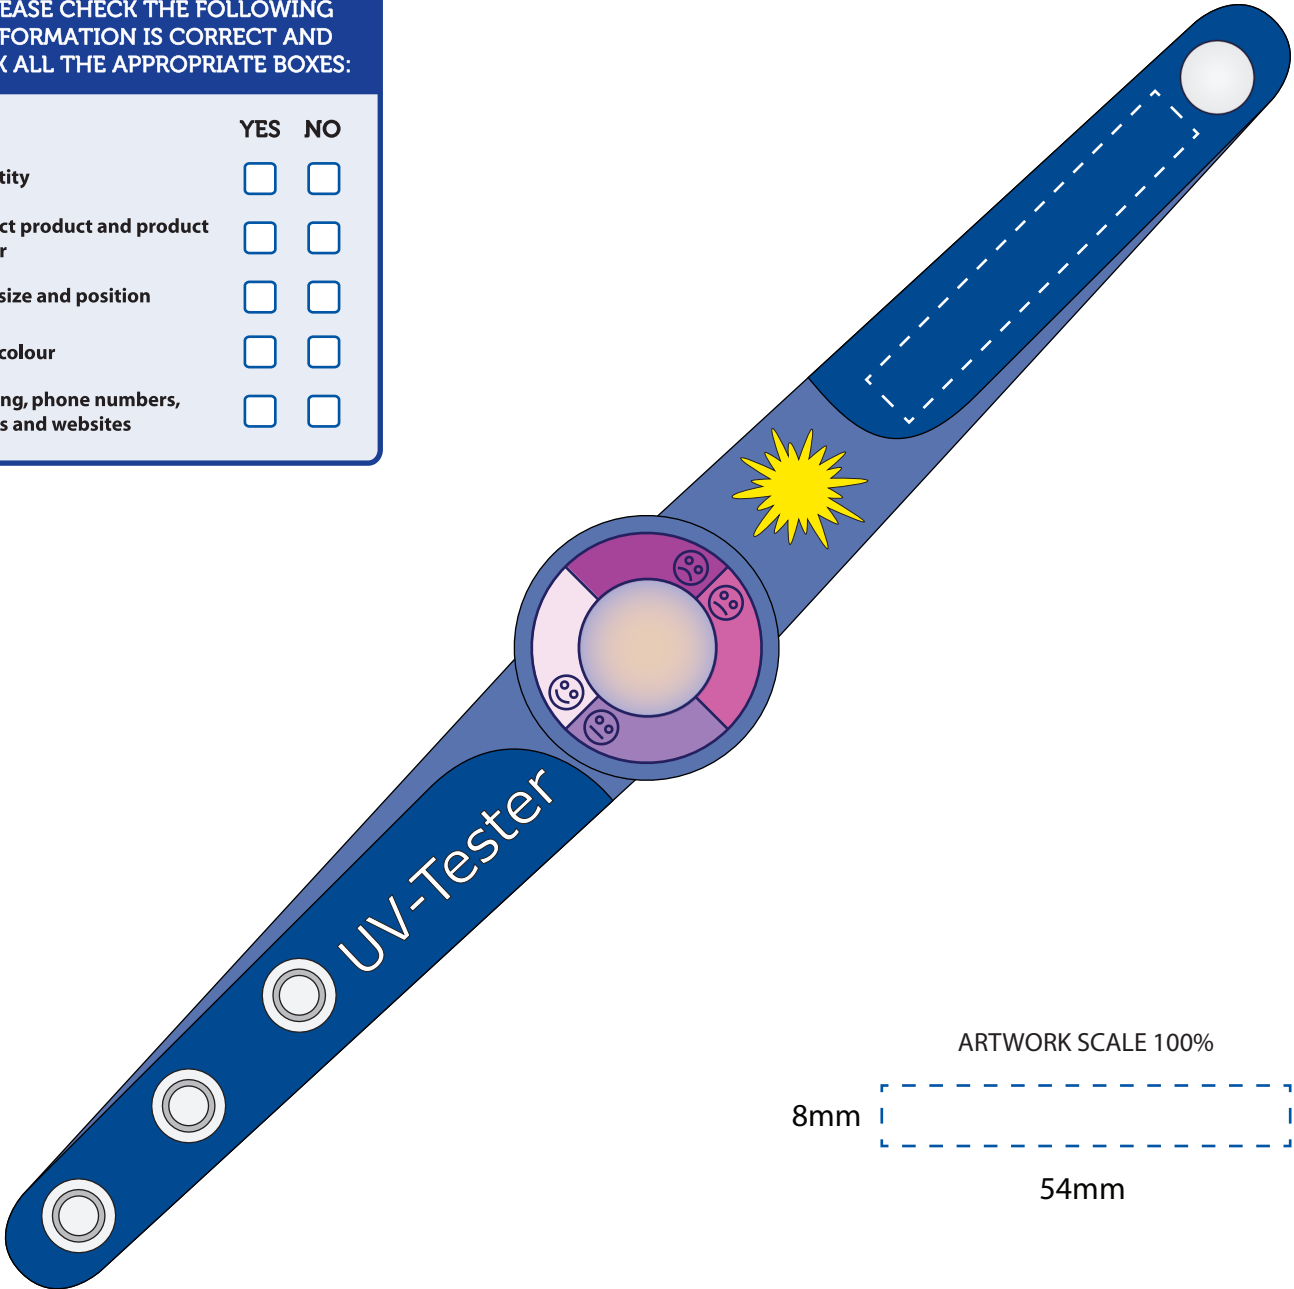 EASE CHECK THE FOLLOWING
FORMATION IS CORRECT AND
K ALL THE APPROPRIATE BOXES:
YES NO
tity
ct product and product
r
size and position
colour
ng, phone numbers,
s and websites
UV-Tester
ARTWORK SCALE 100%
8mm
54mm